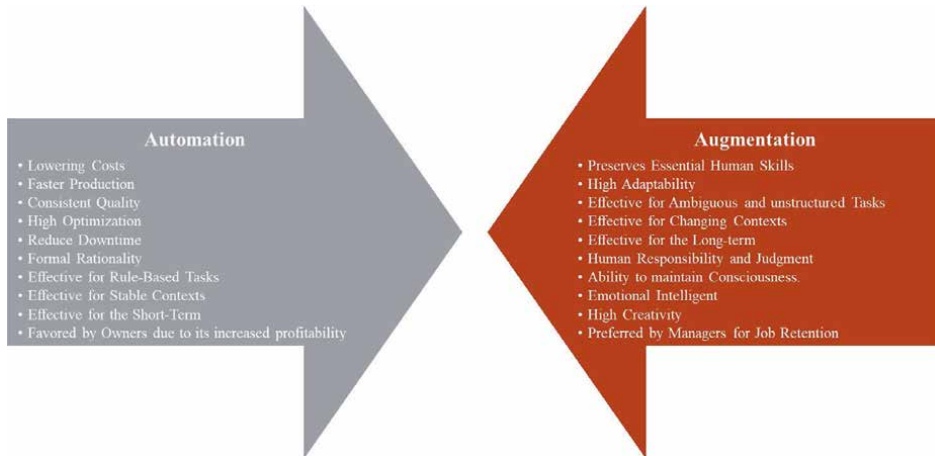 Automation
• Lowering Costs
• Faster Production
• Consistent Quality
• High Optimization
• Reduce Downtime
• Formal Rationality
• Effective for Rule-Based Tasks
• Effective for Stable Contexts
• Effective for the Short-Term
• Favored by Owners due to its increased profitability
Augmentation
• Preserves Essential Human Skills
• High Adaptability
• Effective for Ambiguous and unstructured Tasks
• Effective for Changing Contexts
• Effective for the Long-term
• Human Responsibility and Judgment
• Ability to maintain Consciousness.
• Emotional Intelligent
• High Creativity
• Preferred by Managers for Job Retention